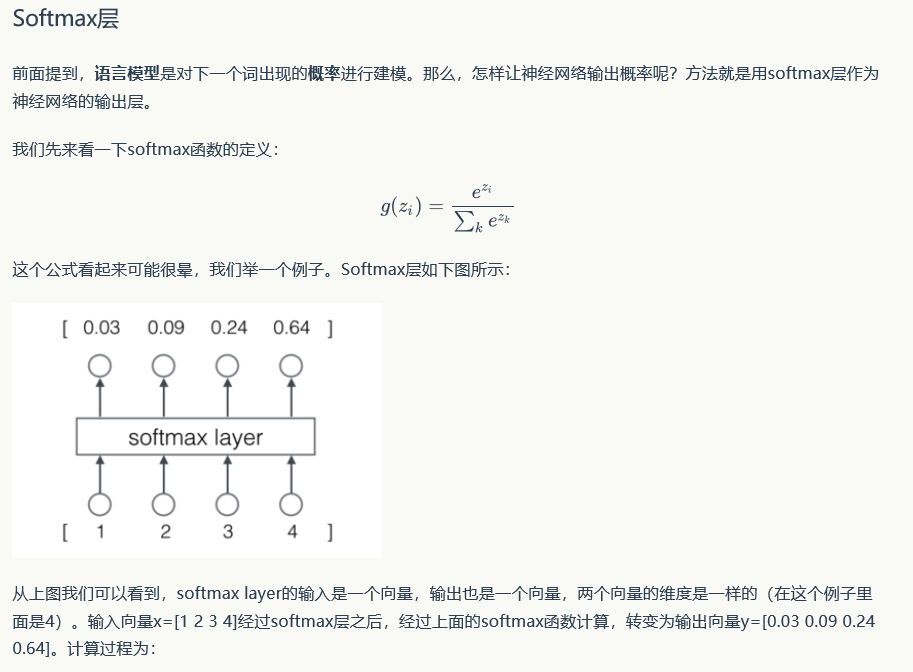 Softmax层
前面提到，语言模型是对下一个词出现的概率进行建模。那么，怎样让神经网络输出概率呢？方法就是用softmax层作为
神经网络的输出层。
我们先来看一下softmax函数的定义：
g(z_i) = e^{z_i} / ∑_k e^{z_k}
这个公式看起来可能很晕，我们举一个例子。Softmax层如下图所示：
[ 0.03 0.09 0.24 0.64 ]
softmax layer
[ 1 2 3 4 ]
从上图我们可以看到，softmax layer的输入是一个向量，输出也是一个向量，两个向量的维度是一样的（在这个例子里
面是4）。输入向量x=[1 2 3 4]经过softmax层之后，经过上面的softmax函数计算，转变为输出向量y=[0.03 0.09 0.24
0.64]。计算过程为：